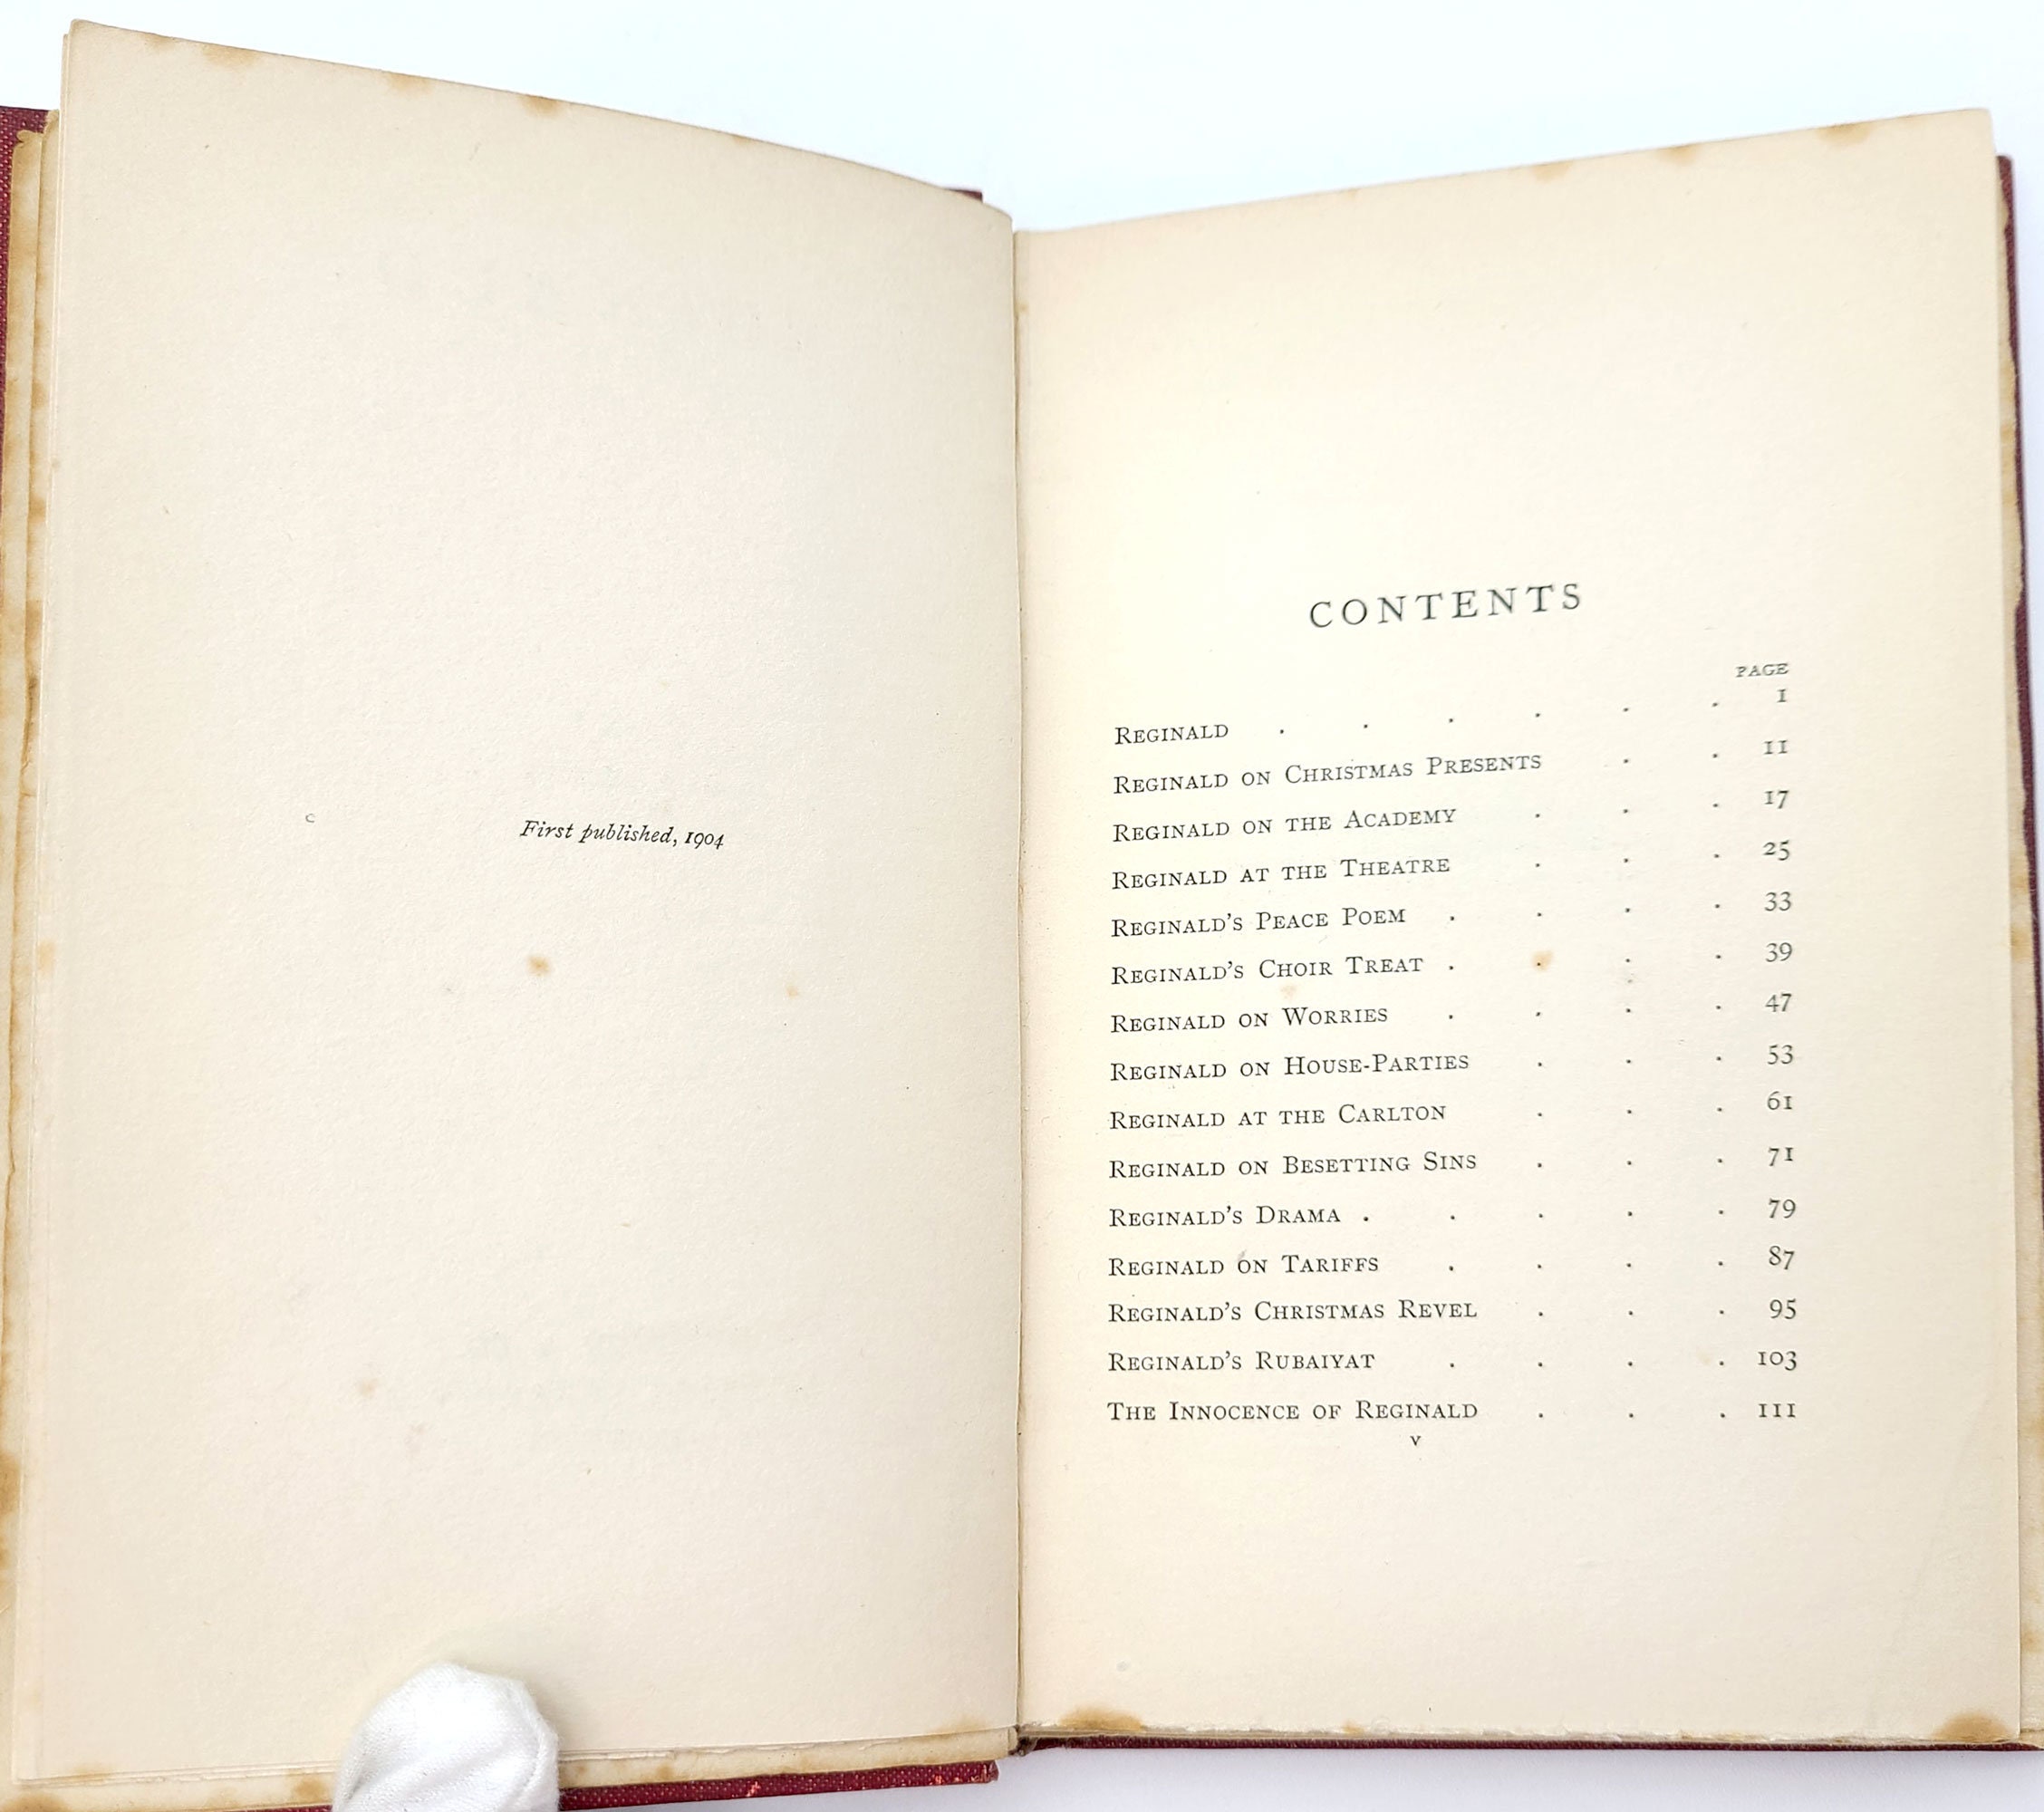 First published, 1904
CONTENTS
PAGE
REGINALD . . . . . . 1
REGINALD ON CHRISTMAS PRESENTS . . 11
REGINALD ON THE ACADEMY . . . 17
REGINALD AT THE THEATRE . . . 25
REGINALD'S PEACE POEM . . . . 33
REGINALD'S CHOIR TREAT . . . . 39
REGINALD ON WORRIES . . . . 47
REGINALD ON HOUSE-PARTIES . . . 53
REGINALD AT THE CARLTON . . . 61
REGINALD ON BESETTING SINS . . . 71
REGINALD'S DRAMA . . . . . 79
REGINALD ON TARIFFS . . . . 87
REGINALD'S CHRISTMAS REVEL . . . 95
REGINALD'S RUBAIYAT . . . . 103
THE INNOCENCE OF REGINALD . . . 111
v